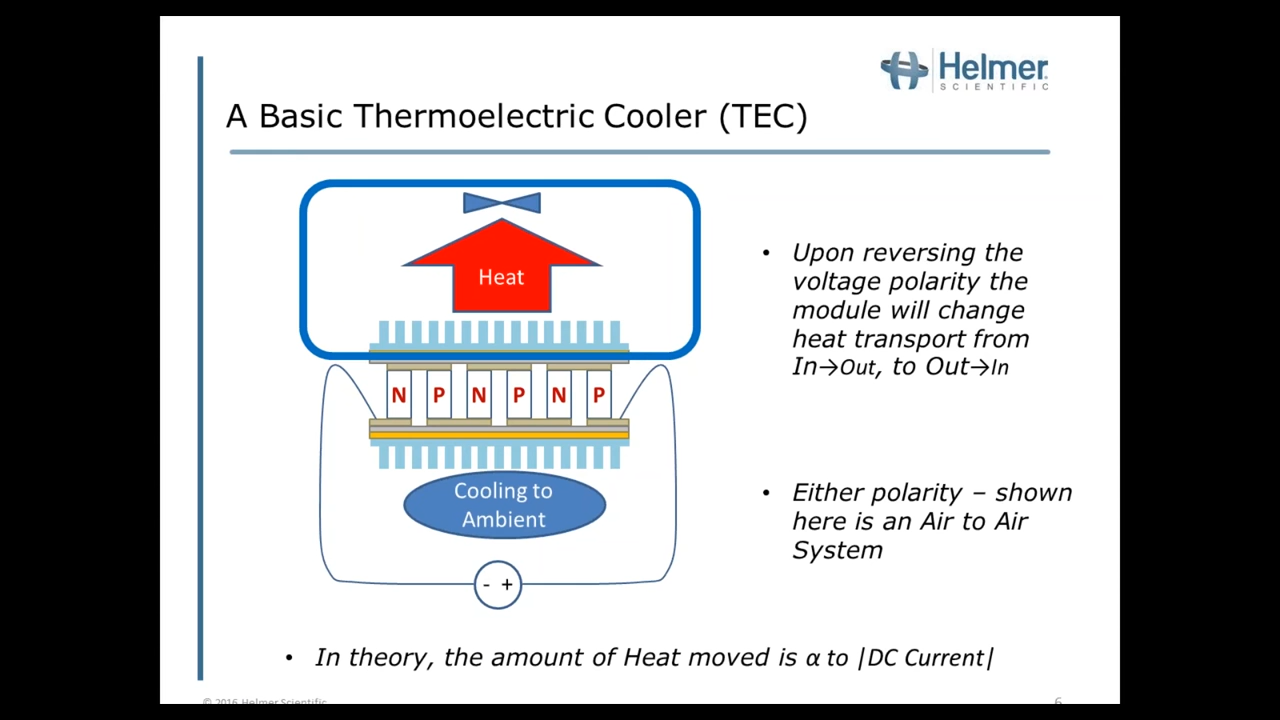 Helmer
SCIENTIFIC
A Basic Thermoelectric Cooler (TEC)
Heat
N P N P N P
Cooling to
Ambient
- +
• Upon reversing the
voltage polarity the
module will change
heat transport from
In→Out, to Out→In
• Either polarity – shown
here is an Air to Air
System
• In theory, the amount of Heat moved is α to |DC Current|
© 2016 Helmer Scientific
6